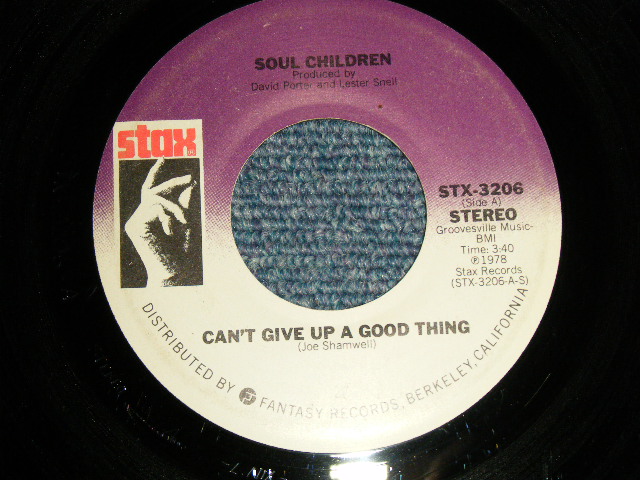 SOUL CHILDREN
Produced by
David Porter and Lester Snell
stax
STX-3206
(Side A)
STEREO
Groovesville Music-
BMI
Time: 3:40
℗1978
Stax Records
(STX-3206-A-S)
CAN'T GIVE UP A GOOD THING
(Joe Shamwell)
DISTRIBUTED BY FANTASY RECORDS, BERKELEY, CALIFORNIA